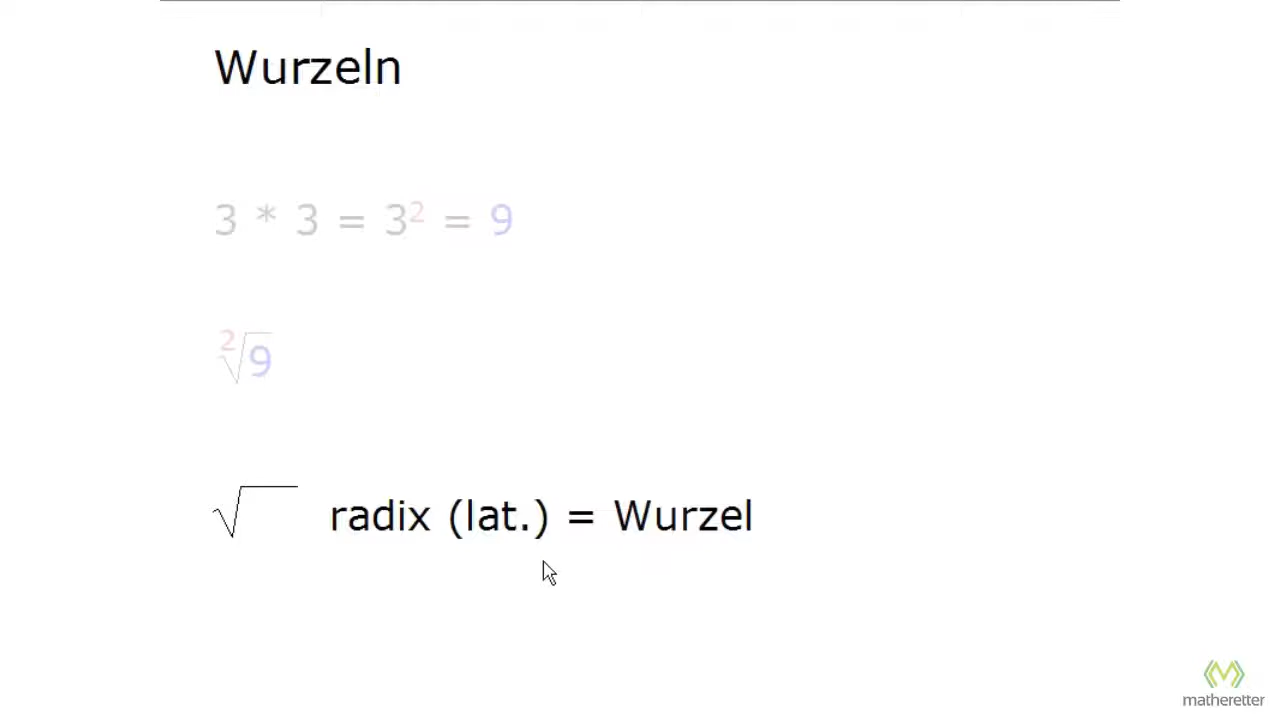 Wurzeln
3 * 3 = 3² = 9
²√9
√ radix (lat.) = Wurzel
matheretter